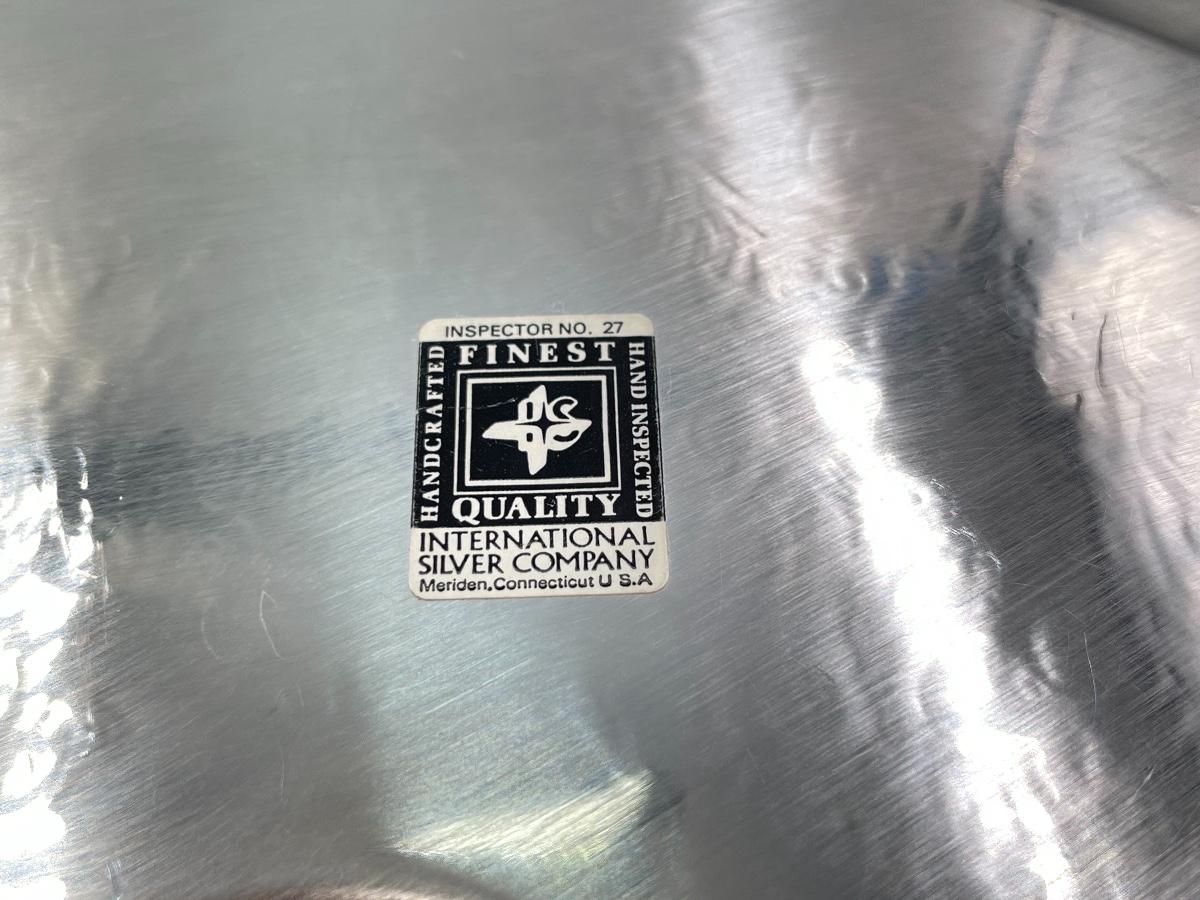 INSPECTOR NO. 27
FINEST
HANDCRAFTED
HAND INSPECTED
QUALITY
INTERNATIONAL
SILVER COMPANY
Meriden, Connecticut U S.A